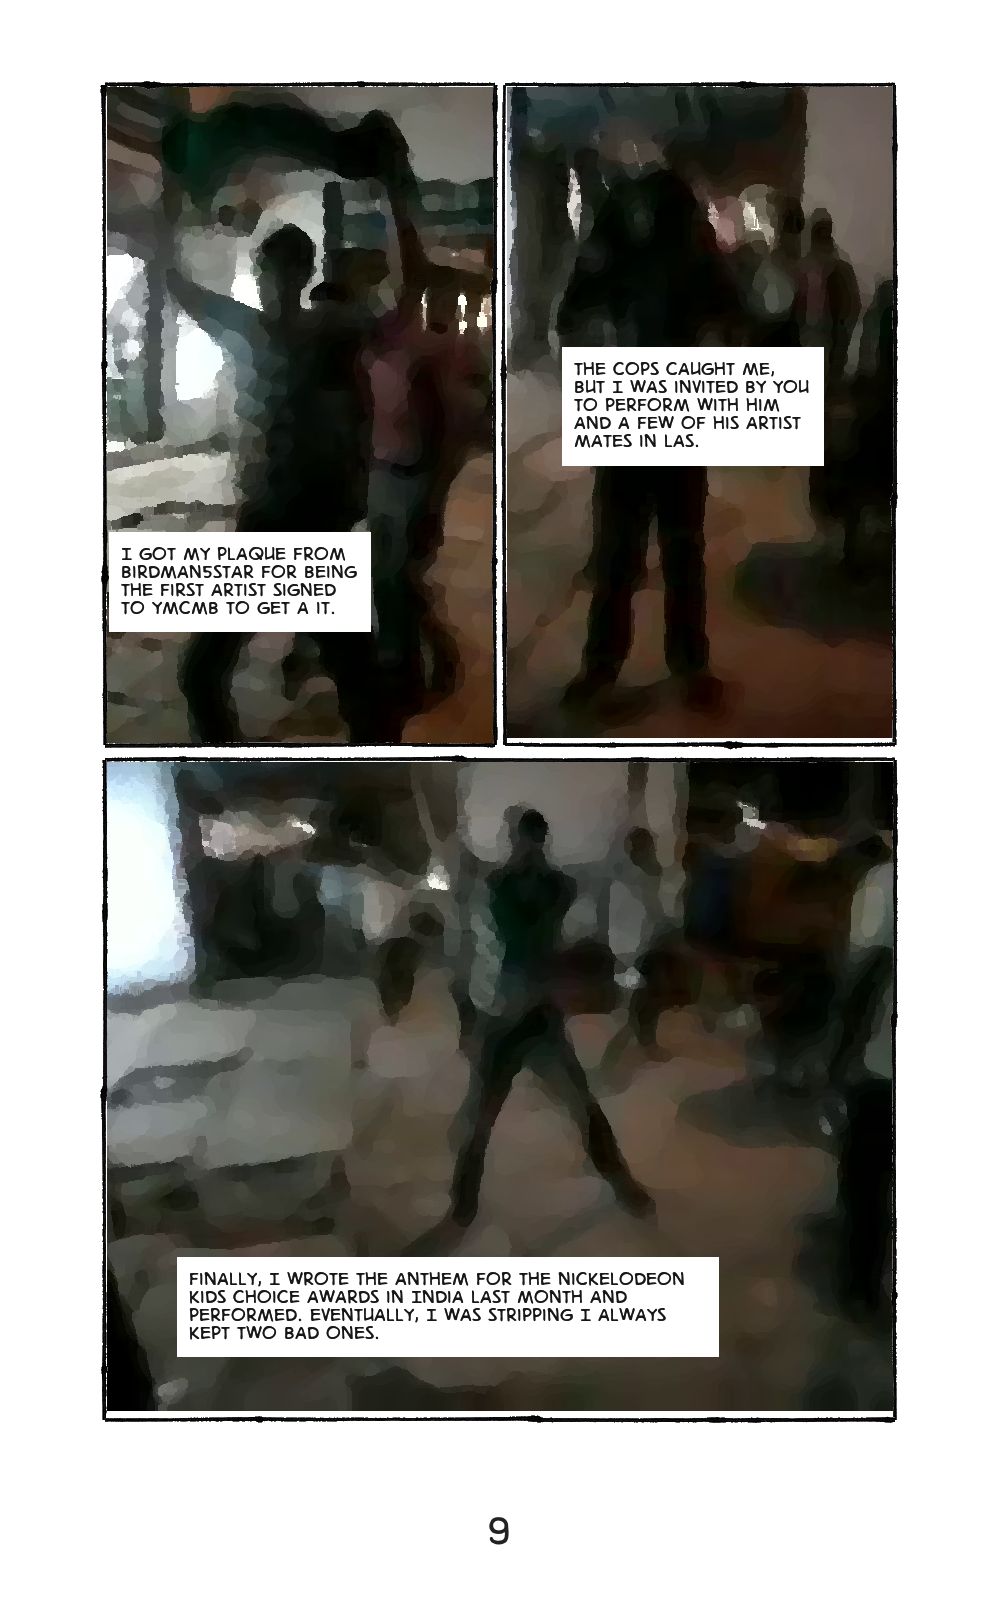 I GOT MY PLAQUE FROM
BIRDMAN5STAR FOR BEING
THE FIRST ARTIST SIGNED
TO YMCMB TO GET A IT.
THE COPS CAUGHT ME,
BUT I WAS INVITED BY YOU
TO PERFORM WITH HIM
AND A FEW OF HIS ARTIST
MATES IN LAS.
FINALLY, I WROTE THE ANTHEM FOR THE NICKELODEON
KIDS CHOICE AWARDS IN INDIA LAST MONTH AND
PERFORMED. EVENTUALLY, I WAS STRIPPING I ALWAYS
KEPT TWO BAD ONES.
9